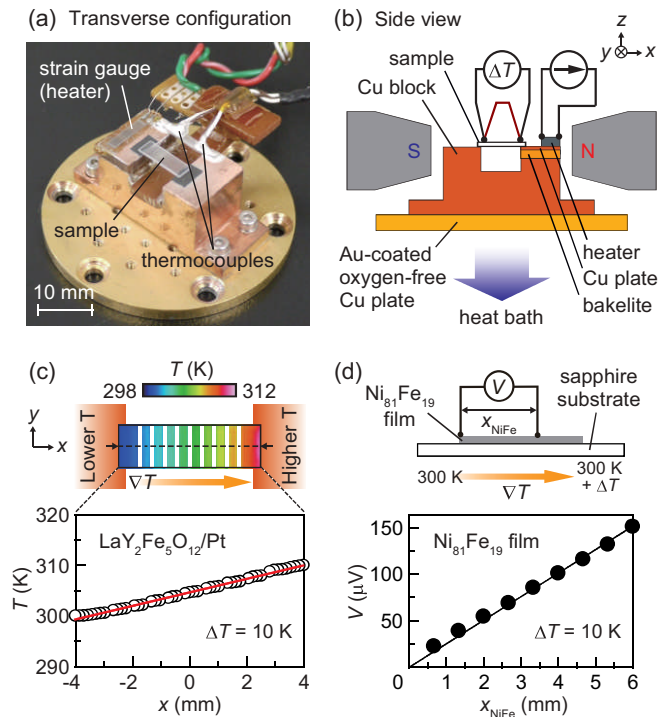 (a) Transverse configuration
strain gauge
(heater)
sample
thermocouples
10 mm
(b) Side view
z
y x
sample
Cu block
ΔT
S
N
Au-coated
oxygen-free
Cu plate
heater
Cu plate
bakelite
heat bath
(c)
T (K)
298 312
y
x
Lower T
Higher T
∇T
320
310
300
290
T (K)
LaY2Fe5O12/Pt
ΔT = 10 K
-4 -2 0 2 4
x (mm)
(d)
V
Ni81Fe19
film
xNiFe
sapphire
substrate
300 K
∇T
300 K
+ ΔT
150
100
50
0
V (μV)
Ni81Fe19 film
ΔT = 10 K
0 1 2 3 4 5 6
xNiFe (mm)